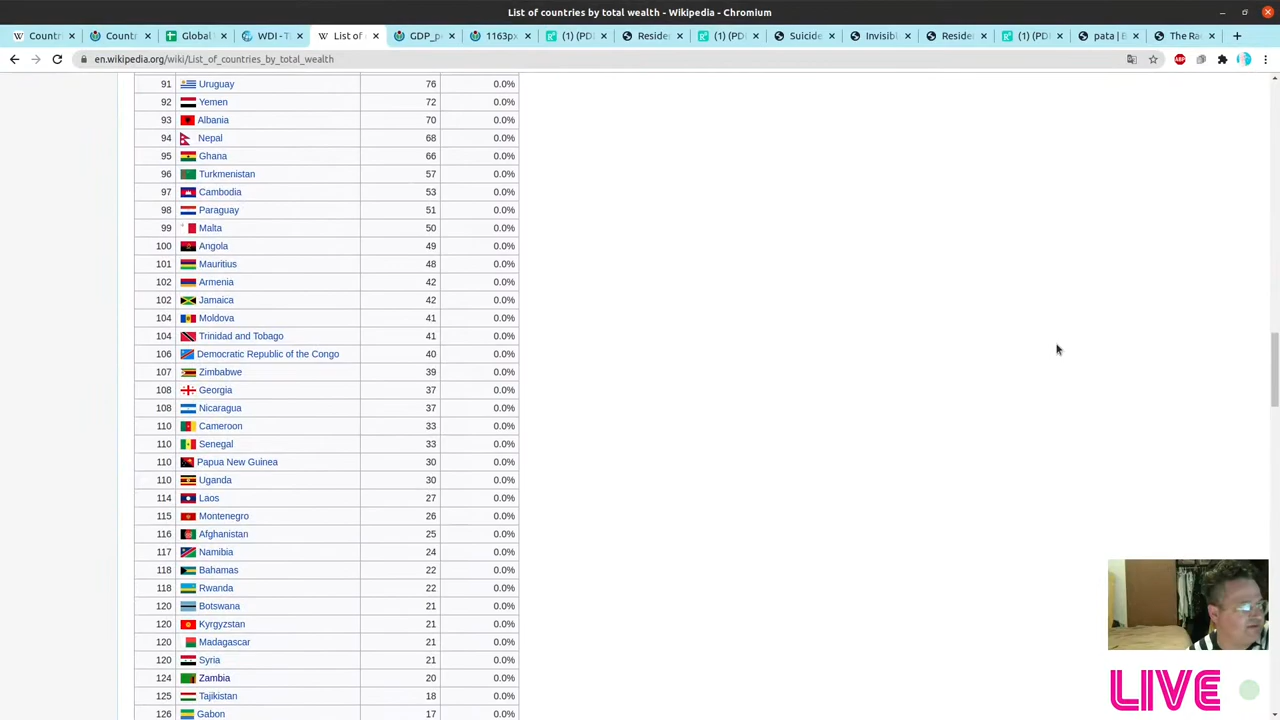 List of countries by total wealth - Wikipedia - Chromium
Countr
Countr
Global
WDI - T
List of
GDP_p
1163px
(1) (PD
Reside
(1) (PD
Suicide
Invisibl
Reside
(1) (PD
pata | B
The Ra
en.wikipedia.org/wiki/List_of_countries_by_total_wealth
ABP
91 Uruguay 76 0.0%
92 Yemen 72 0.0%
93 Albania 70 0.0%
94 Nepal 68 0.0%
95 Ghana 66 0.0%
96 Turkmenistan 57 0.0%
97 Cambodia 53 0.0%
98 Paraguay 51 0.0%
99 Malta 50 0.0%
100 Angola 49 0.0%
101 Mauritius 48 0.0%
102 Armenia 42 0.0%
102 Jamaica 42 0.0%
104 Moldova 41 0.0%
104 Trinidad and Tobago 41 0.0%
106 Democratic Republic of the Congo 40 0.0%
107 Zimbabwe 39 0.0%
108 Georgia 37 0.0%
108 Nicaragua 37 0.0%
110 Cameroon 33 0.0%
110 Senegal 33 0.0%
110 Papua New Guinea 30 0.0%
110 Uganda 30 0.0%
114 Laos 27 0.0%
115 Montenegro 26 0.0%
116 Afghanistan 25 0.0%
117 Namibia 24 0.0%
118 Bahamas 22 0.0%
118 Rwanda 22 0.0%
120 Botswana 21 0.0%
120 Kyrgyzstan 21 0.0%
120 Madagascar 21 0.0%
120 Syria 21 0.0%
124 Zambia 20 0.0%
125 Tajikistan 18 0.0%
126 Gabon 17 0.0%
LIVE